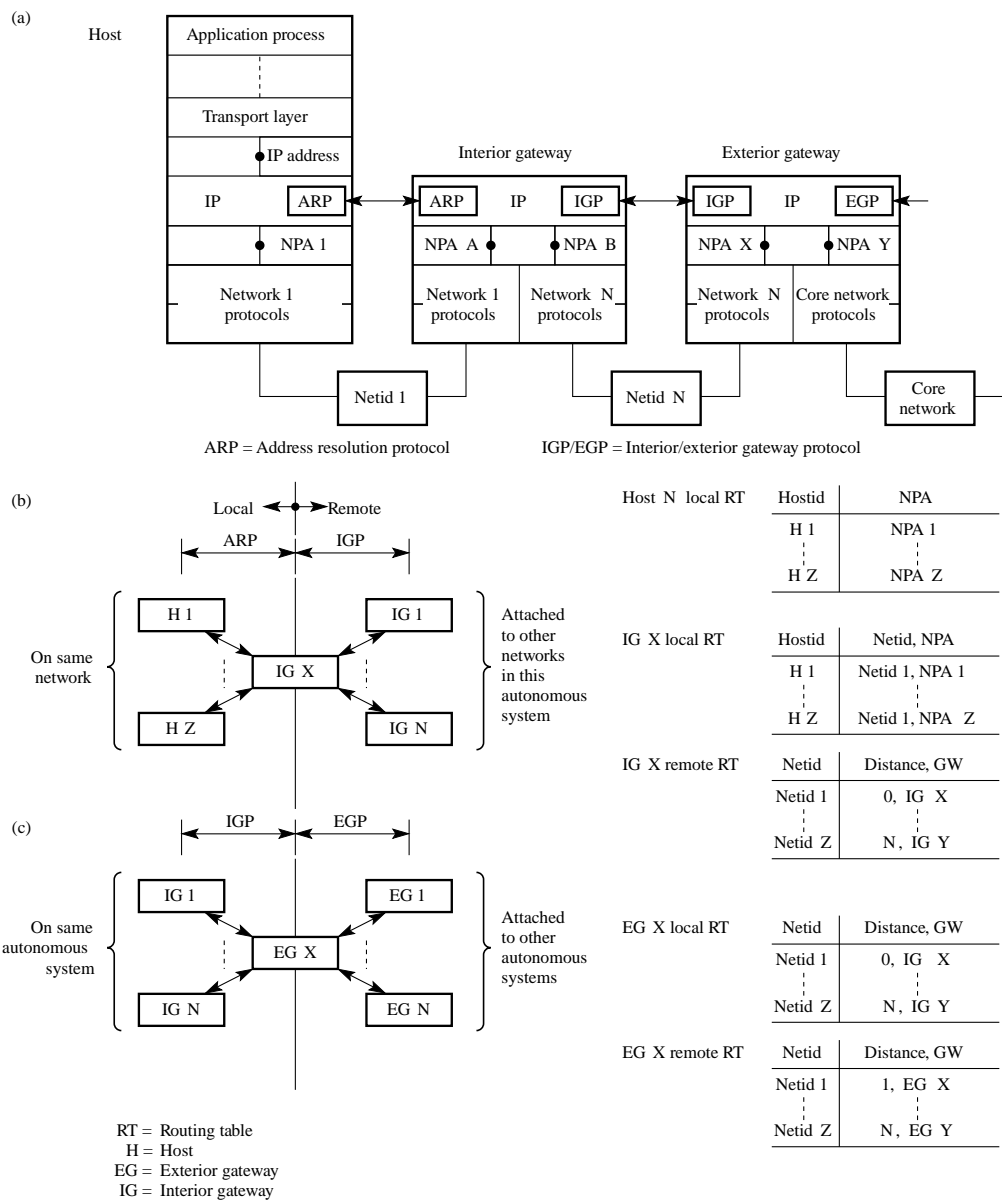 (a)
Host
Application process
Transport layer
IP address
Interior gateway
Exterior gateway
IP
ARP
ARP
IP
IGP
IGP
IP
EGP
NPA 1
NPA A
NPA B
NPA X
NPA Y
Network 1 protocols
Network 1 protocols
Network N protocols
Network N protocols
Core network protocols
Netid 1
Netid N
Core network
ARP = Address resolution protocol
IGP/EGP = Interior/exterior gateway protocol
(b)
Local
Remote
ARP
IGP
On same network
H 1
H Z
IG X
IG 1
IG N
Attached to other networks in this autonomous system
Host N local RT
Hostid NPA
H 1 NPA 1
H Z NPA Z
IG X local RT
Hostid Netid, NPA
H 1 Netid 1, NPA 1
H Z Netid 1, NPA Z
IG X remote RT
Netid Distance, GW
Netid 1 0, IG X
Netid Z N, IG Y
(c)
IGP
EGP
On same autonomous system
IG 1
IG N
EG X
EG 1
EG N
Attached to other autonomous systems
EG X local RT
Netid Distance, GW
Netid 1 0, IG X
Netid Z N, IG Y
EG X remote RT
Netid Distance, GW
Netid 1 1, EG X
Netid Z N, EG Y
RT = Routing table
H = Host
EG = Exterior gateway
IG = Interior gateway